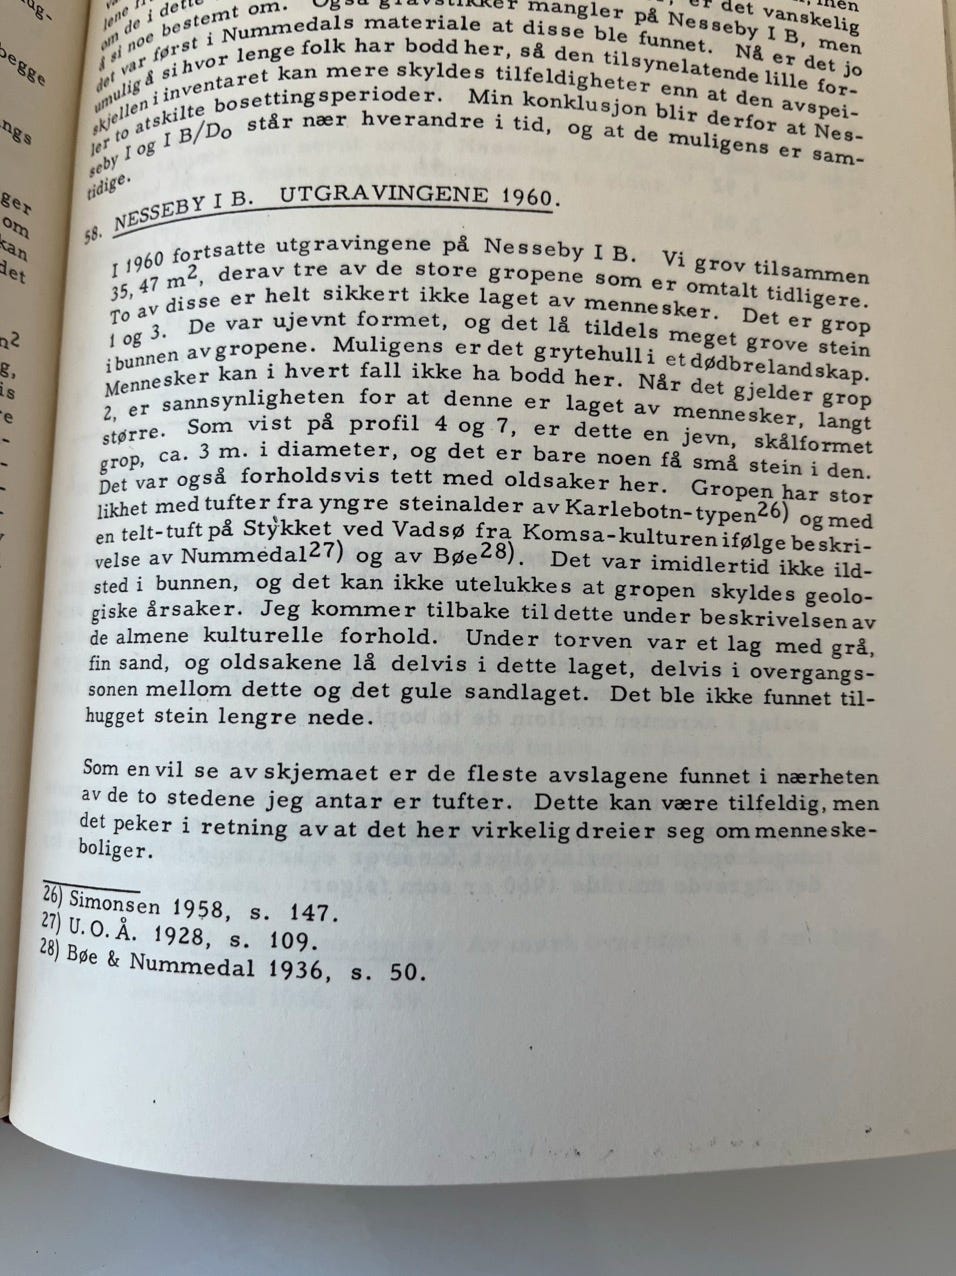 ug-
begge
ngs
ger
om
kan
det
n2
g,
is
e
det vanskelig
om de i dette
mangler på Nesseby I B, men
å si noe bestemt om. Også gravstikker
det var først i Nummedals materiale at disse ble funnet. Nå er det jo
umulig å si hvor lenge folk har bodd her, så den tilsynelatende lille for-
skjellen i inventaret kan mere skyldes tilfeldigheter enn at den avspei-
ler to atskilte bosettingsperioder. Min konklusjon blir derfor at Nes-
seby I og I B/Do står nær hverandre i tid, og at de muligens er sam-
tidige.
58. NESSEBY I B. UTGRAVINGENE 1960.
I 1960 fortsatte utgravingene på Nesseby I B. Vi grov tilsammen
35,47 m2, derav tre av de store gropene som er omtalt tidligere.
To av disse er helt sikkert ikke laget av mennesker. Det er grop
1 og 3. De var ujevnt formet, og det lå tildels meget grove stein
i bunnen av gropene. Muligens er det grytehull i et dødbrelandskap.
Mennesker kan i hvert fall ikke ha bodd her. Når det gjelder grop
2, er sannsynligheten for at denne er laget av mennesker, langt
større. Som vist på profil 4 og 7, er dette en jevn, skålformet
grop, ca. 3 m. i diameter, og det er bare noen få små stein i den.
Det var også forholdsvis tett med oldsaker her. Gropen har stor
likhet med tufter fra yngre steinalder av Karlebotn-typen26) og med
en telt-tuft på Stykket ved Vadsø fra Komsa-kulturen ifølge beskri-
velse av Nummedal27) og av Bøe28). Det var imidlertid ikke ild-
sted i bunnen, og det kan ikke utelukkes at gropen skyldes geolo-
giske årsaker. Jeg kommer tilbake til dette under beskrivelsen av
de almene kulturelle forhold. Under torven var et lag med grå,
fin sand, og oldsakene lå delvis i dette laget, delvis i overgangs-
sonen mellom dette og det gule sandlaget. Det ble ikke funnet til-
hugget stein lengre nede.
Som en vil se av skjemaet er de fleste avslagene funnet i nærheten
av de to stedene jeg antar er tufter. Dette kan være tilfeldig, men
det peker i retning av at det her virkelig dreier seg om menneske-
boliger.
26) Simonsen 1958, s. 147.
27) U.O.Å. 1928, s. 109.
28) Bøe & Nummedal 1936, s. 50.